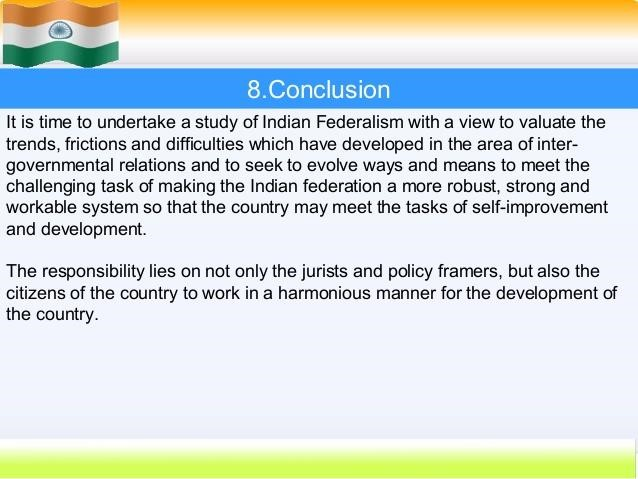 8.Conclusion
It is time to undertake a study of Indian Federalism with a view to valuate the
trends, frictions and difficulties which have developed in the area of inter-
governmental relations and to seek to evolve ways and means to meet the
challenging task of making the Indian federation a more robust, strong and
workable system so that the country may meet the tasks of self-improvement
and development.
The responsibility lies on not only the jurists and policy framers, but also the
citizens of the country to work in a harmonious manner for the development of
the country.